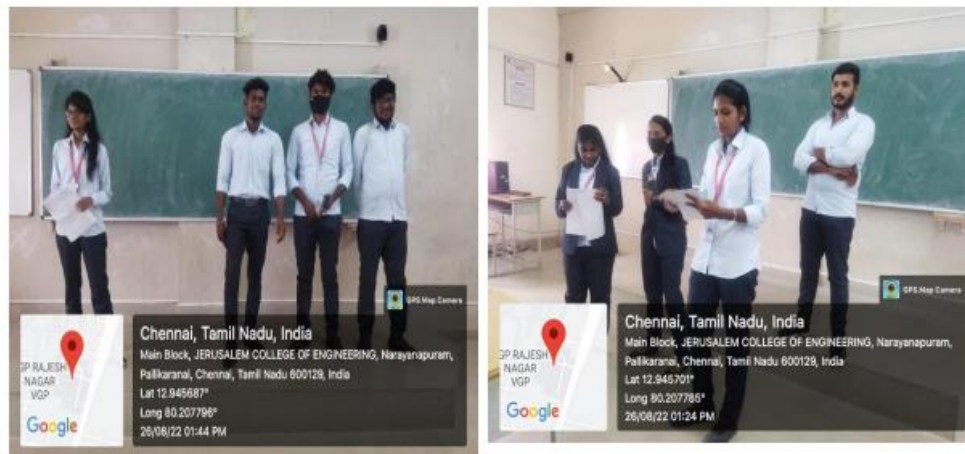 GPS Map Camera
GP RAJESH
NAGAR
VGP
Google
Chennai, Tamil Nadu, India
Main Block, JERUSALEM COLLEGE OF ENGINEERING, Narayanapuram,
Pallikaranai, Chennai, Tamil Nadu 600129, India
Lat 12.945687°
Long 80.207796°
26/08/22 01:44 PM
GPS Map Camera
GP RAJESH
NAGAR
VGP
Google
Chennai, Tamil Nadu, India
Main Block, JERUSALEM COLLEGE OF ENGINEERING, Narayanapuram,
Pallikaranai, Chennai, Tamil Nadu 600129, India
Lat 12.945701°
Long 80.207785°
26/08/22 01:24 PM